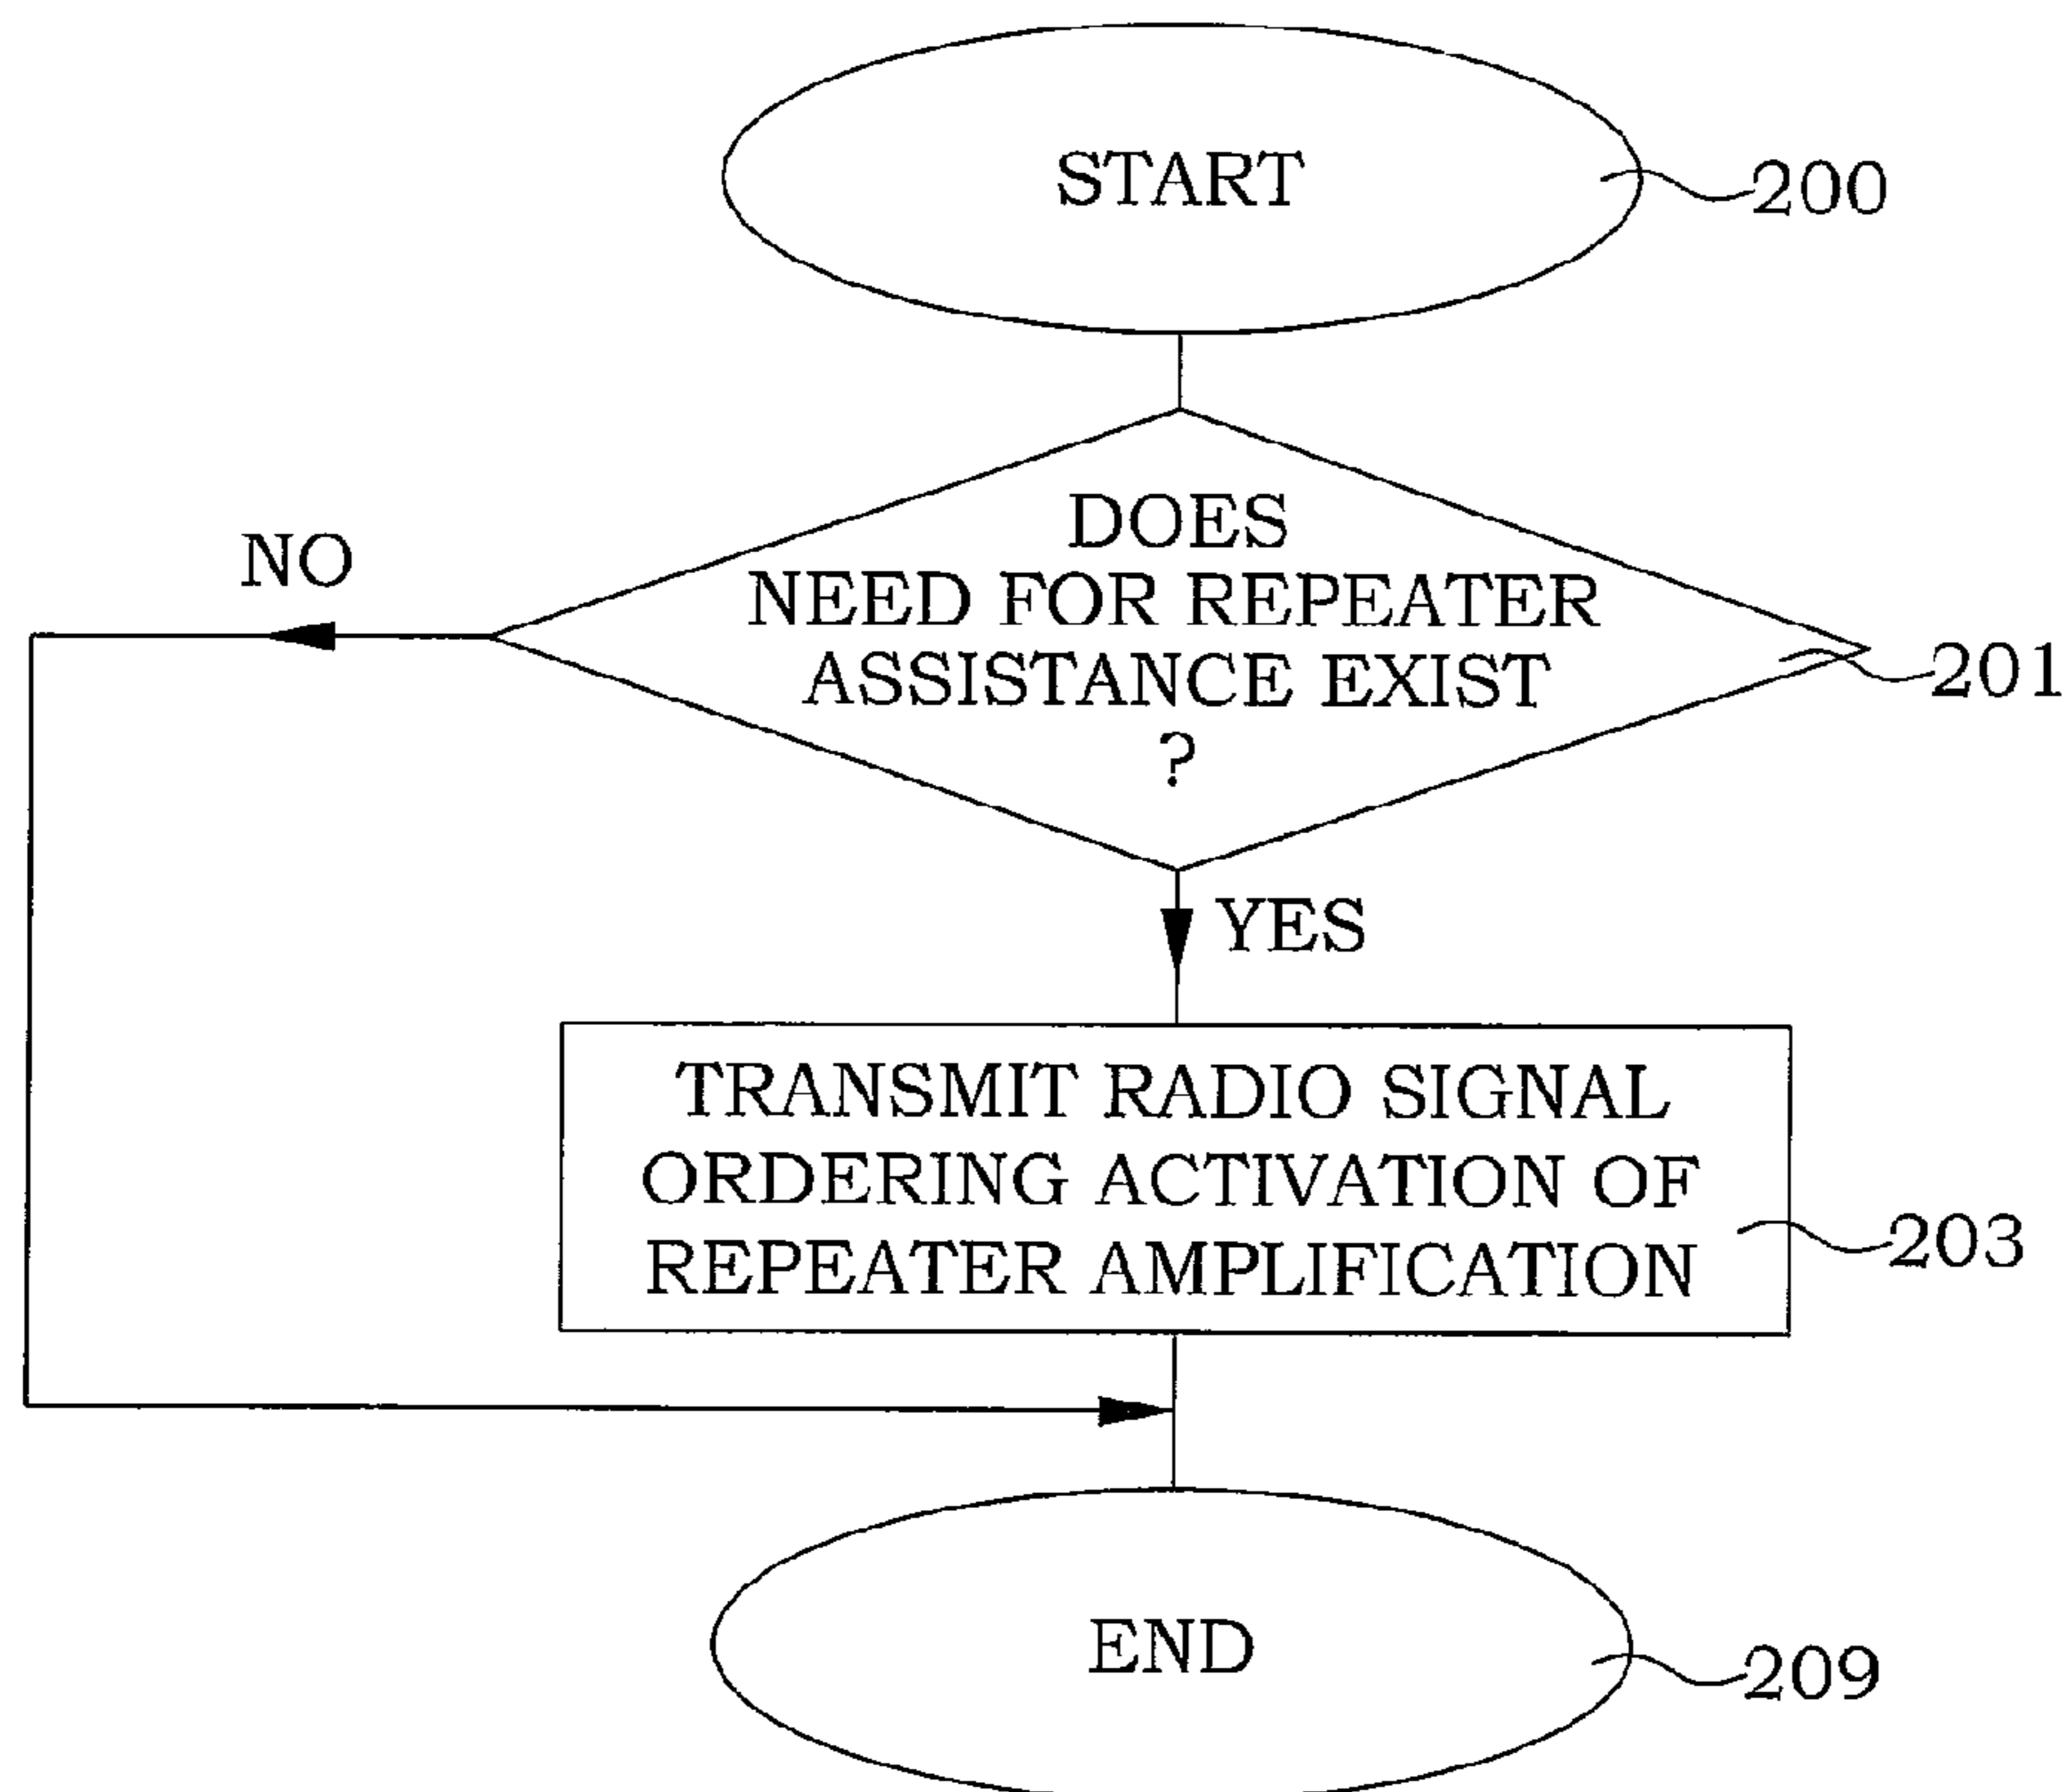 START
200
DOES
NEED FOR REPEATER
ASSISTANCE EXIST
?
201
NO
YES
TRANSMIT RADIO SIGNAL
ORDERING ACTIVATION OF
REPEATER AMPLIFICATION
203
END
209